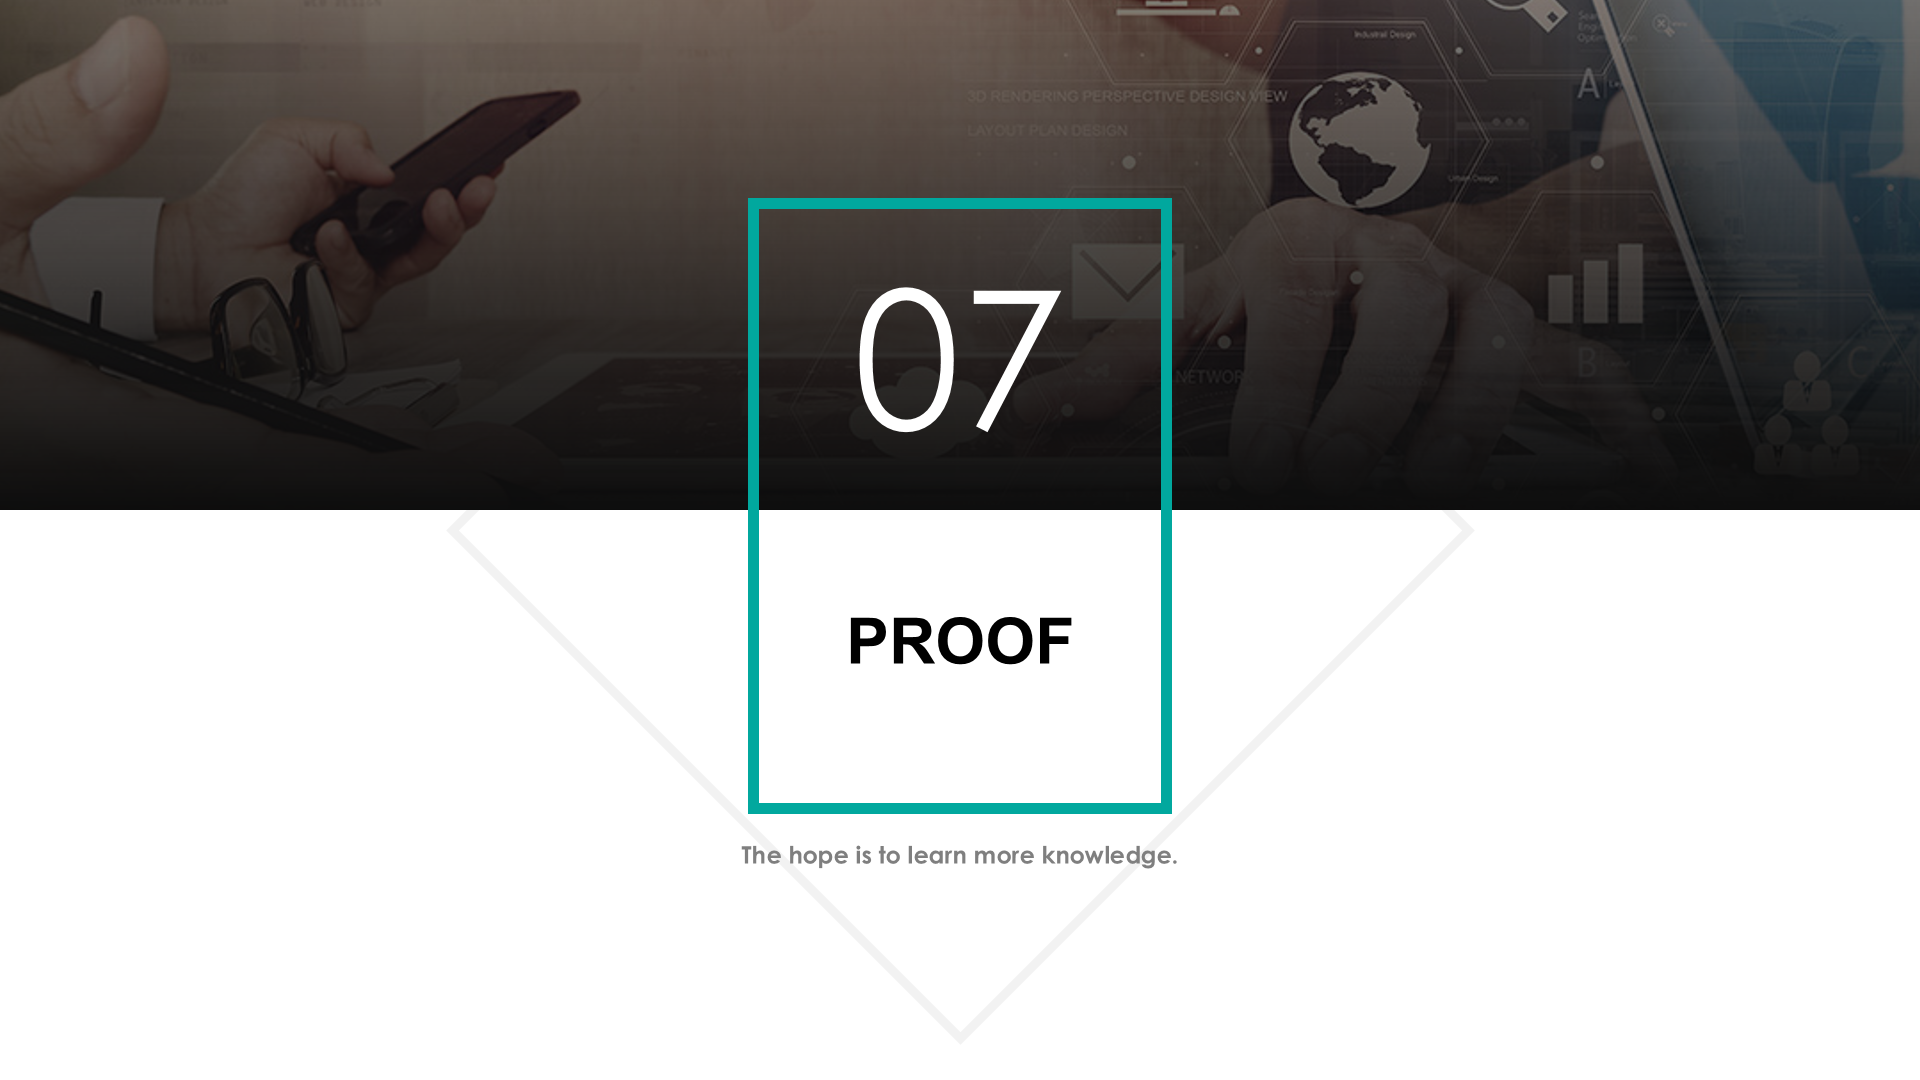 Industrial Design
3D RENDERING PERSPECTIVE DESIGN VIEW
LAYOUT PLAN DESIGN
A
Urban Design
07
B
C
PROOF
The hope is to learn more knowledge.